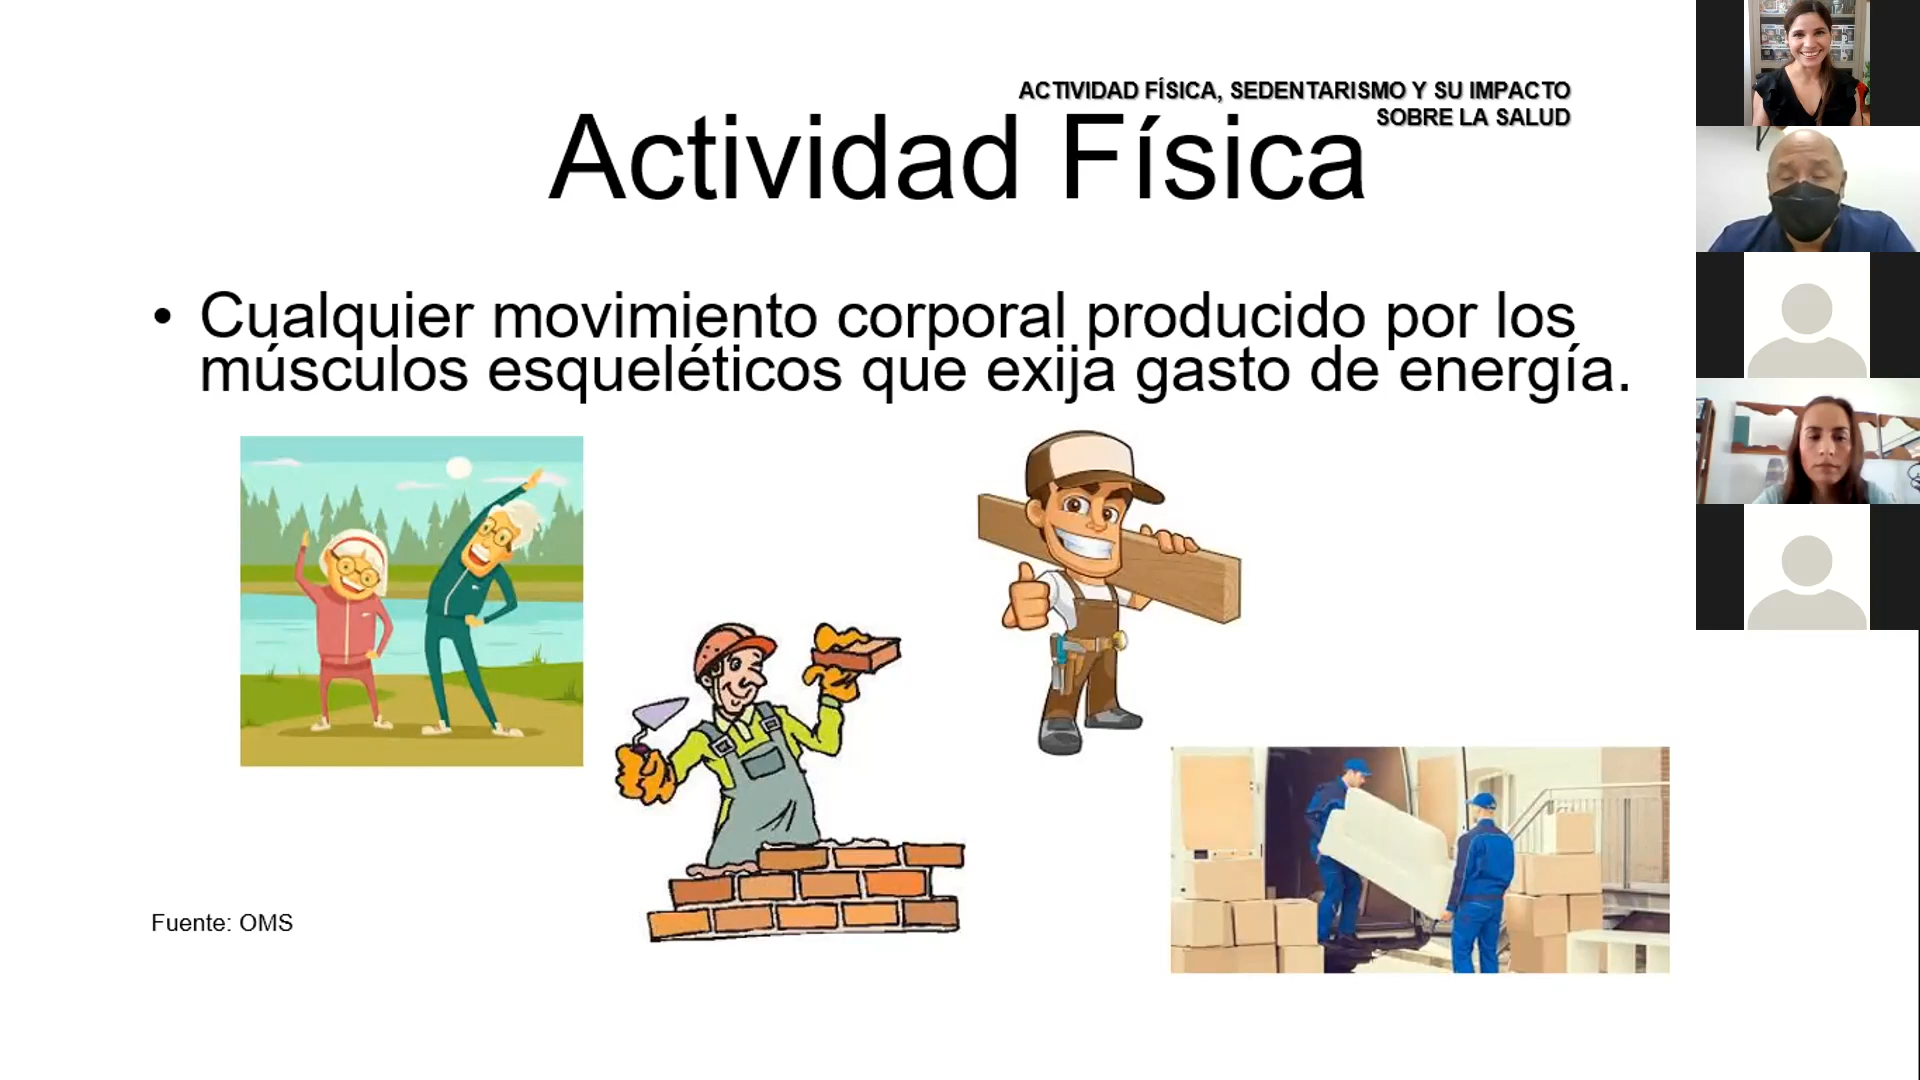 ACTIVIDAD FÍSICA, SEDENTARISMO Y SU IMPACTO
SOBRE LA SALUD
Actividad Física
• Cualquier movimiento corporal producido por los
músculos esqueléticos que exija gasto de energía.
Fuente: OMS